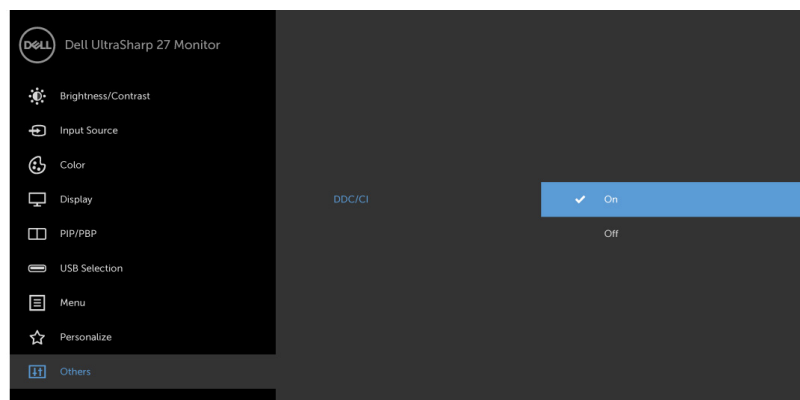 DELL
Dell UltraSharp 27 Monitor
Brightness/Contrast
Input Source
Color
Display
DDC/CI
On
PIP/PBP
Off
USB Selection
Menu
Personalize
Others